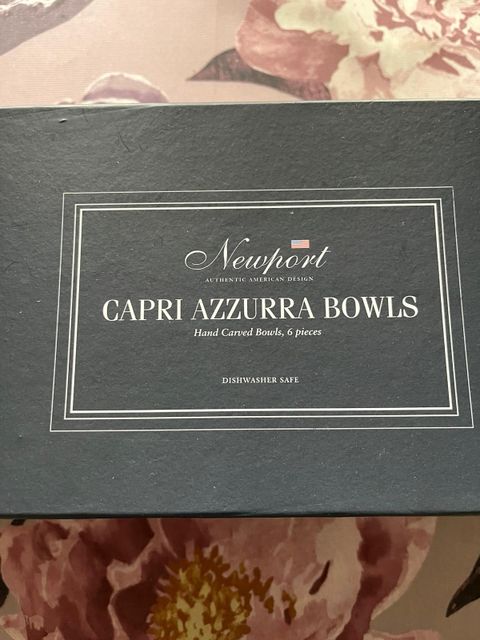 Newport
AUTHENTIC AMERICAN DESIGN
CAPRI AZZURRA BOWLS
Hand Carved Bowls, 6 pieces
DISHWASHER SAFE